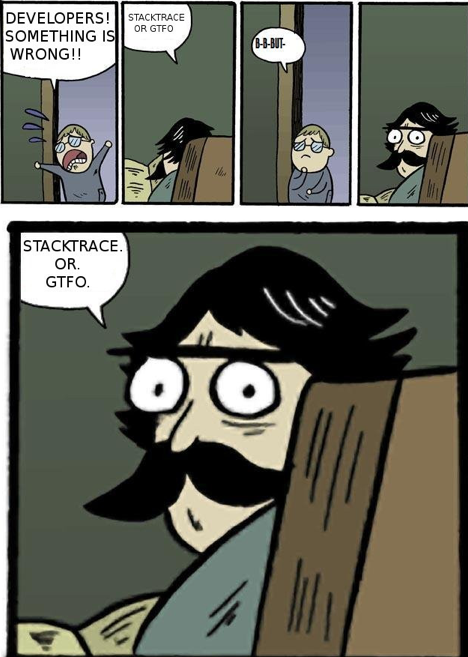 DEVELOPERS!
SOMETHING IS
WRONG!!
STACKTRACE
OR GTFO
B-B-BUT-
STACKTRACE.
OR.
GTFO.